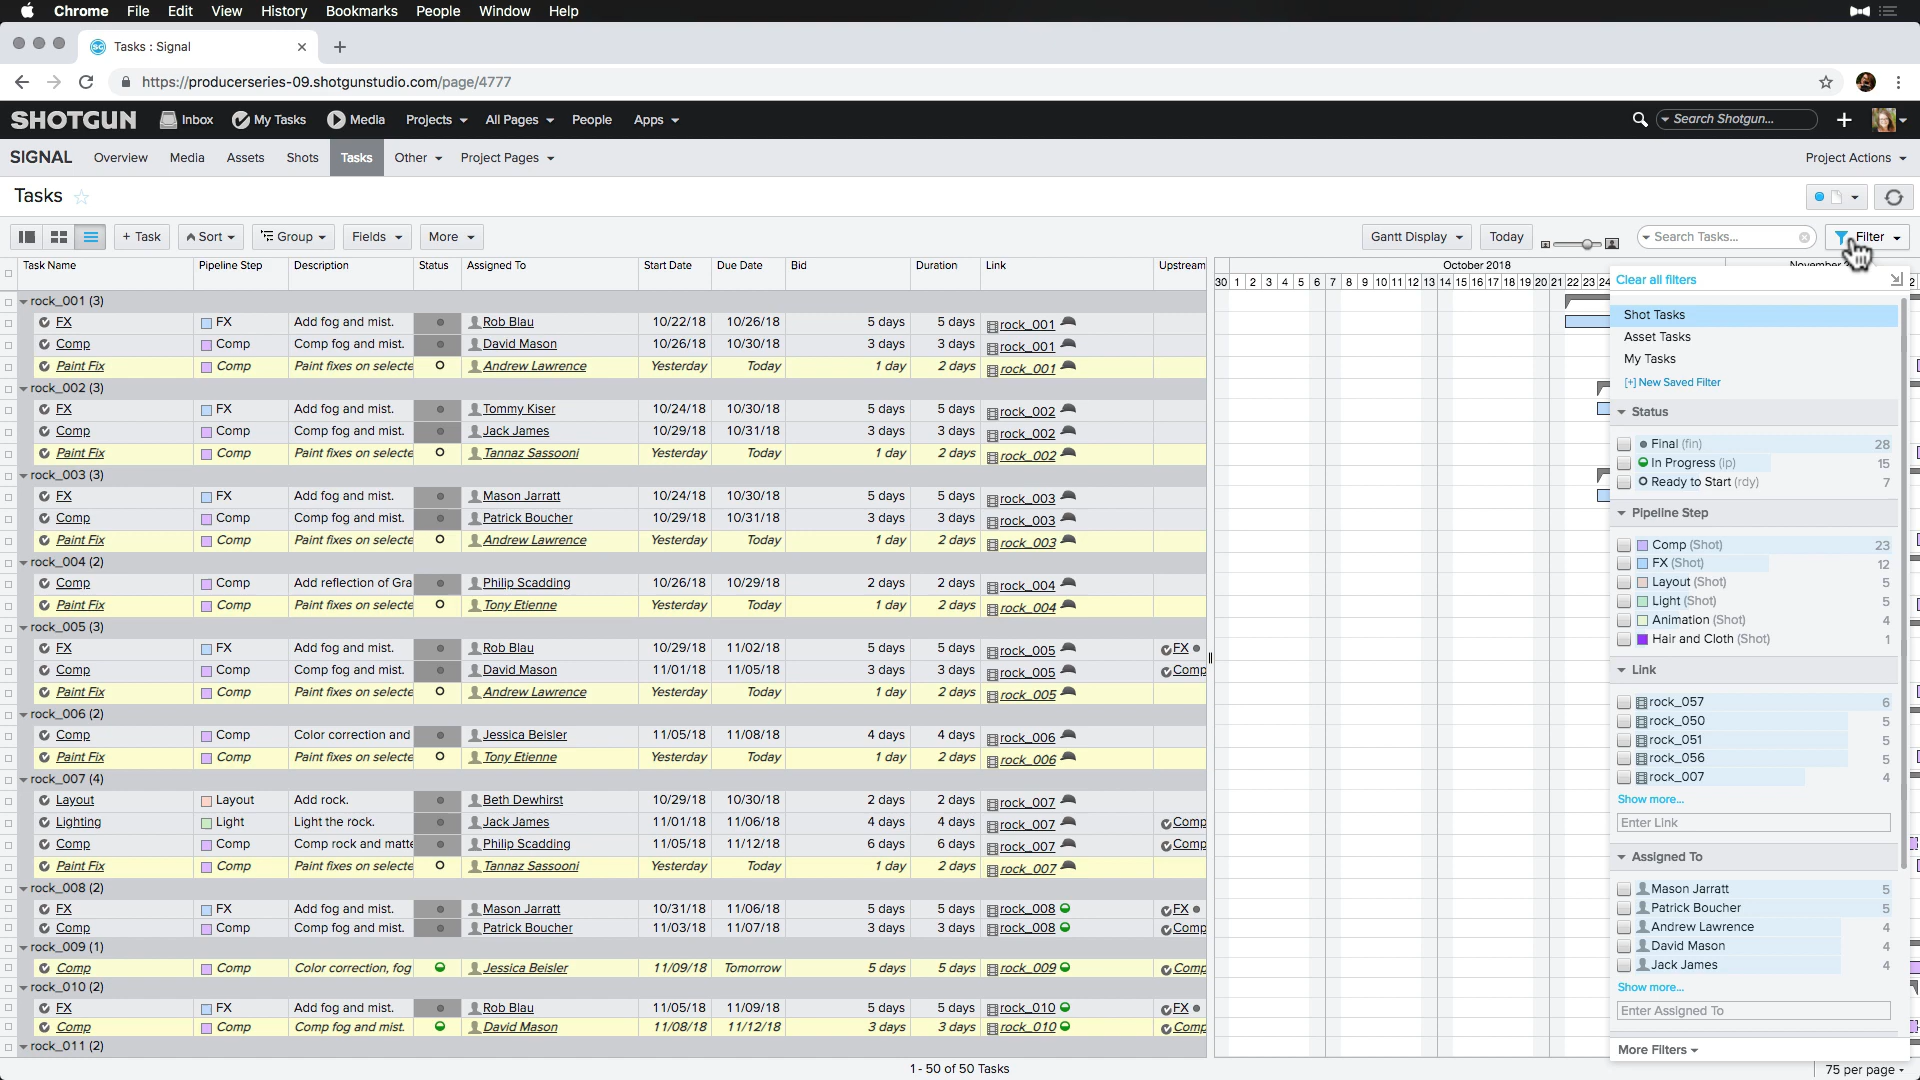 Chrome File Edit View History Bookmarks People Window Help
Tasks : Signal
https://producerseries-09.shotgunstudio.com/page/4777
SHOTGUN Inbox My Tasks Media Projects All Pages People Apps Search Shotgun...
SIGNAL Overview Media Assets Shots Tasks Other Project Pages Project Actions
Tasks
+ Task Sort Group Fields More Gantt Display Today Search Tasks... Filter
Task Name Pipeline Step Description Status Assigned To Start Date Due Date Bid Duration Link Upstream October 2018
30 1 2 3 4 5 6 7 8 9 10 11 12 13 14 15 16 17 18 19 20 21 22 23 24
rock_001 (3)
FX FX Add fog and mist. Rob Blau 10/22/18 10/26/18 5 days 5 days rock_001
Comp Comp Comp fog and mist. David Mason 10/26/18 10/30/18 3 days 3 days rock_001
Paint Fix Comp Paint fixes on selecte Andrew Lawrence Yesterday Today 1 day 2 days rock_001
rock_002 (3)
FX FX Add fog and mist. Tommy Kiser 10/24/18 10/30/18 5 days 5 days rock_002
Comp Comp Comp fog and mist. Jack James 10/29/18 10/31/18 3 days 3 days rock_002
Paint Fix Comp Paint fixes on selecte Tannaz Sassooni Yesterday Today 1 day 2 days rock_002
rock_003 (3)
FX FX Add fog and mist. Mason Jarratt 10/24/18 10/30/18 5 days 5 days rock_003
Comp Comp Comp fog and mist. Patrick Boucher 10/29/18 10/31/18 3 days 3 days rock_003
Paint Fix Comp Paint fixes on selecte Andrew Lawrence Yesterday Today 1 day 2 days rock_003
rock_004 (2)
Comp Comp Add reflection of Gra Philip Scadding 10/26/18 10/29/18 2 days 2 days rock_004
Paint Fix Comp Paint fixes on selecte Tony Etienne Yesterday Today 1 day 2 days rock_004
rock_005 (3)
FX FX Add fog and mist. Rob Blau 10/29/18 11/02/18 5 days 5 days rock_005 FX
Comp Comp Comp fog and mist. David Mason 11/01/18 11/05/18 3 days 3 days rock_005 Comp
Paint Fix Comp Paint fixes on selecte Andrew Lawrence Yesterday Today 1 day 2 days rock_005
rock_006 (2)
Comp Comp Color correction and Jessica Beisler 11/05/18 11/08/18 4 days 4 days rock_006
Paint Fix Comp Paint fixes on selecte Tony Etienne Yesterday Today 1 day 2 days rock_006
rock_007 (4)
Layout Layout Add rock. Beth Dewhirst 10/29/18 10/30/18 2 days 2 days rock_007
Lighting Light Light the rock. Jack James 11/01/18 11/06/18 4 days 4 days rock_007 Comp
Comp Comp Comp rock and matte Philip Scadding 11/05/18 11/12/18 6 days 6 days rock_007 Comp
Paint Fix Comp Paint fixes on selecte Tannaz Sassooni Yesterday Today 1 day 2 days rock_007
rock_008 (2)
FX FX Add fog and mist. Mason Jarratt 10/31/18 11/06/18 5 days 5 days rock_008 FX
Comp Comp Comp fog and mist. Patrick Boucher 11/03/18 11/07/18 3 days 3 days rock_008 Comp
rock_009 (1)
Comp Comp Color correction, fog Jessica Beisler 11/09/18 Tomorrow 5 days 5 days rock_009 Comp
rock_010 (2)
FX FX Add fog and mist. Rob Blau 11/05/18 11/09/18 5 days 5 days rock_010 FX
Comp Comp Comp fog and mist. David Mason 11/08/18 11/12/18 3 days 3 days rock_010 Comp
rock_011 (2)
Clear all filters
Shot Tasks
Asset Tasks
My Tasks
[+] New Saved Filter
Status
Final (fin) 28
In Progress (ip) 15
Ready to Start (rdy) 7
Pipeline Step
Comp (Shot) 23
FX (Shot) 12
Layout (Shot) 5
Light (Shot) 5
Animation (Shot) 4
Hair and Cloth (Shot) 1
Link
rock_057 6
rock_050 5
rock_051 5
rock_056 5
rock_007 4
Show more...
Enter Link
Assigned To
Mason Jarratt 5
Patrick Boucher 5
Andrew Lawrence 4
David Mason 4
Jack James 4
Show more...
Enter Assigned To
More Filters
1 - 50 of 50 Tasks 75 per page